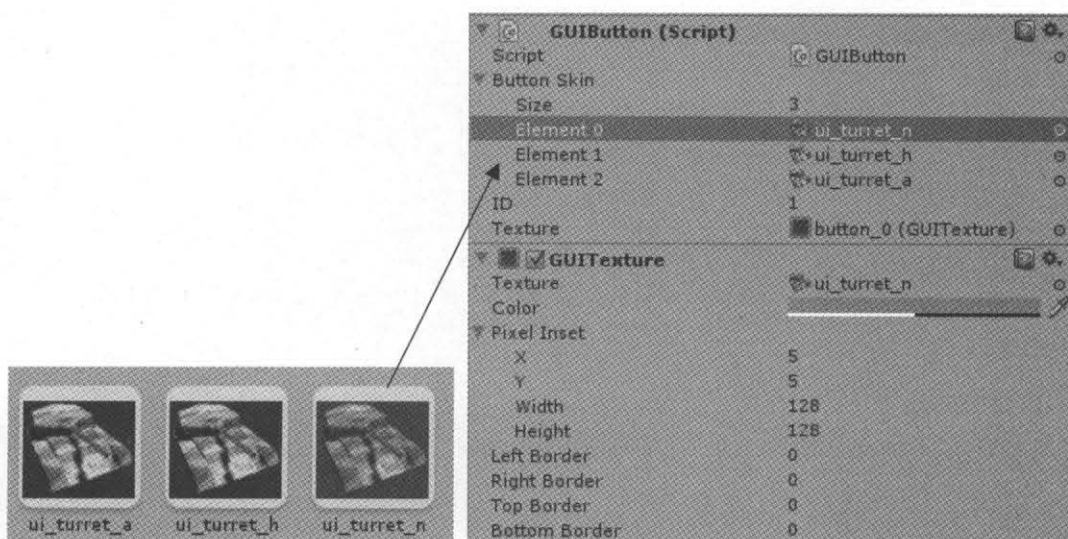 GUIButton (Script)
Script GUIButton
Button Skin
Size 3
Element 0 ui_turret_n
Element 1 ui_turret_h
Element 2 ui_turret_a
ID 1
Texture button_0 (GUITexture)
GUITexture
Texture ui_turret_n
Color
Pixel Inset
X 5
Y 5
Width 128
Height 128
Left Border 0
Right Border 0
Top Border 0
Bottom Border 0
ui_turret_a ui_turret_h ui_turret_n